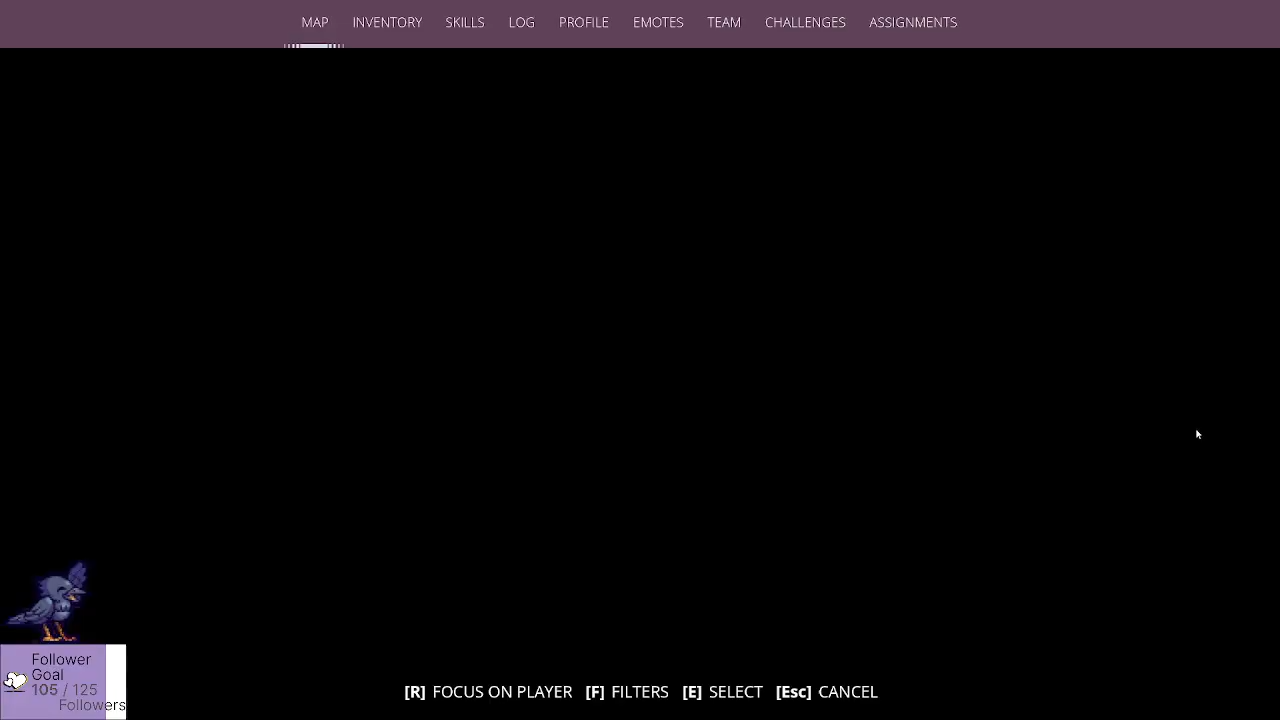 MAP INVENTORY SKILLS LOG PROFILE EMOTES TEAM CHALLENGES ASSIGNMENTS
Follower
Goal
105 / 125
Followers
[R] FOCUS ON PLAYER [F] FILTERS [E] SELECT [Esc] CANCEL